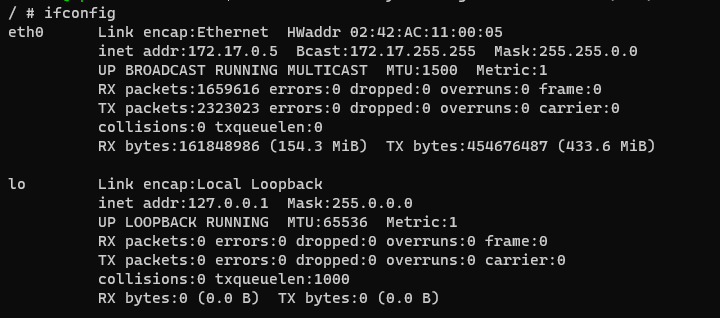 / # ifconfig
eth0      Link encap:Ethernet  HWaddr 02:42:AC:11:00:05
          inet addr:172.17.0.5  Bcast:172.17.255.255  Mask:255.255.0.0
          UP BROADCAST RUNNING MULTICAST  MTU:1500  Metric:1
          RX packets:1659616 errors:0 dropped:0 overruns:0 frame:0
          TX packets:2323023 errors:0 dropped:0 overruns:0 carrier:0
          collisions:0 txqueuelen:0
          RX bytes:161848986 (154.3 MiB)  TX bytes:454676487 (433.6 MiB)

lo        Link encap:Local Loopback
          inet addr:127.0.0.1  Mask:255.0.0.0
          UP LOOPBACK RUNNING  MTU:65536  Metric:1
          RX packets:0 errors:0 dropped:0 overruns:0 frame:0
          TX packets:0 errors:0 dropped:0 overruns:0 carrier:0
          collisions:0 txqueuelen:1000
          RX bytes:0 (0.0 B)  TX bytes:0 (0.0 B)